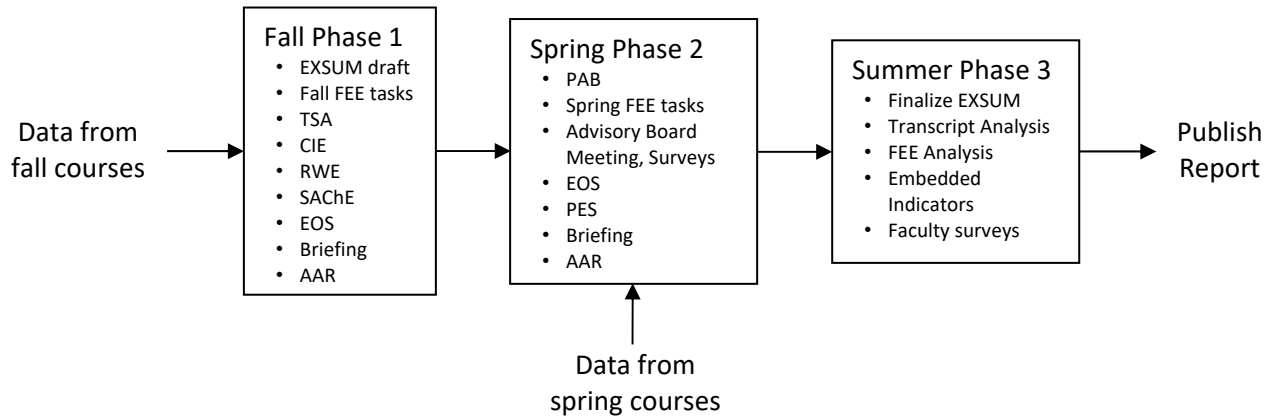 Data from
fall courses
Fall Phase 1
• EXSUM draft
• Fall FEE tasks
• TSA
• CIE
• RWE
• SAChE
• EOS
• Briefing
• AAR
Spring Phase 2
• PAB
• Spring FEE tasks
• Advisory Board
Meeting, Surveys
• EOS
• PES
• Briefing
• AAR
Data from
spring courses
Summer Phase 3
• Finalize EXSUM
• Transcript Analysis
• FEE Analysis
• Embedded
Indicators
• Faculty surveys
Publish
Report